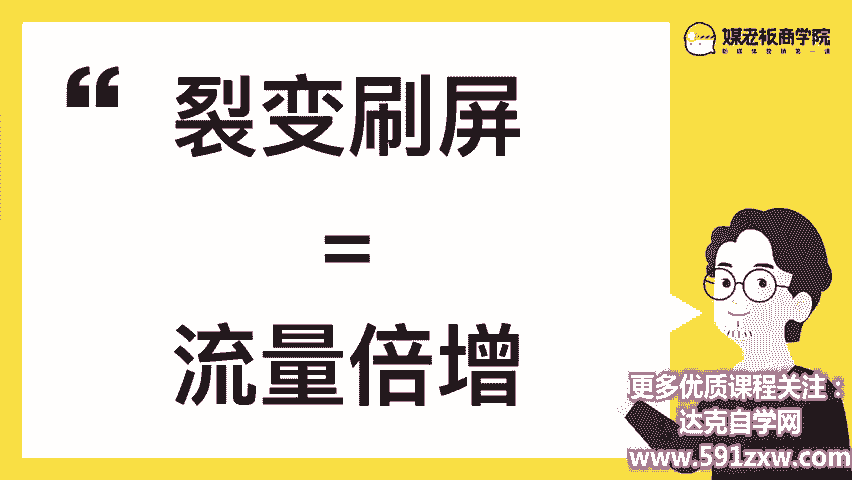 媒老板商学院
新媒体营销第一课
“
裂变刷屏
=
流量倍增
更多优质课程关注：
达克自学网
www.591zxw.com